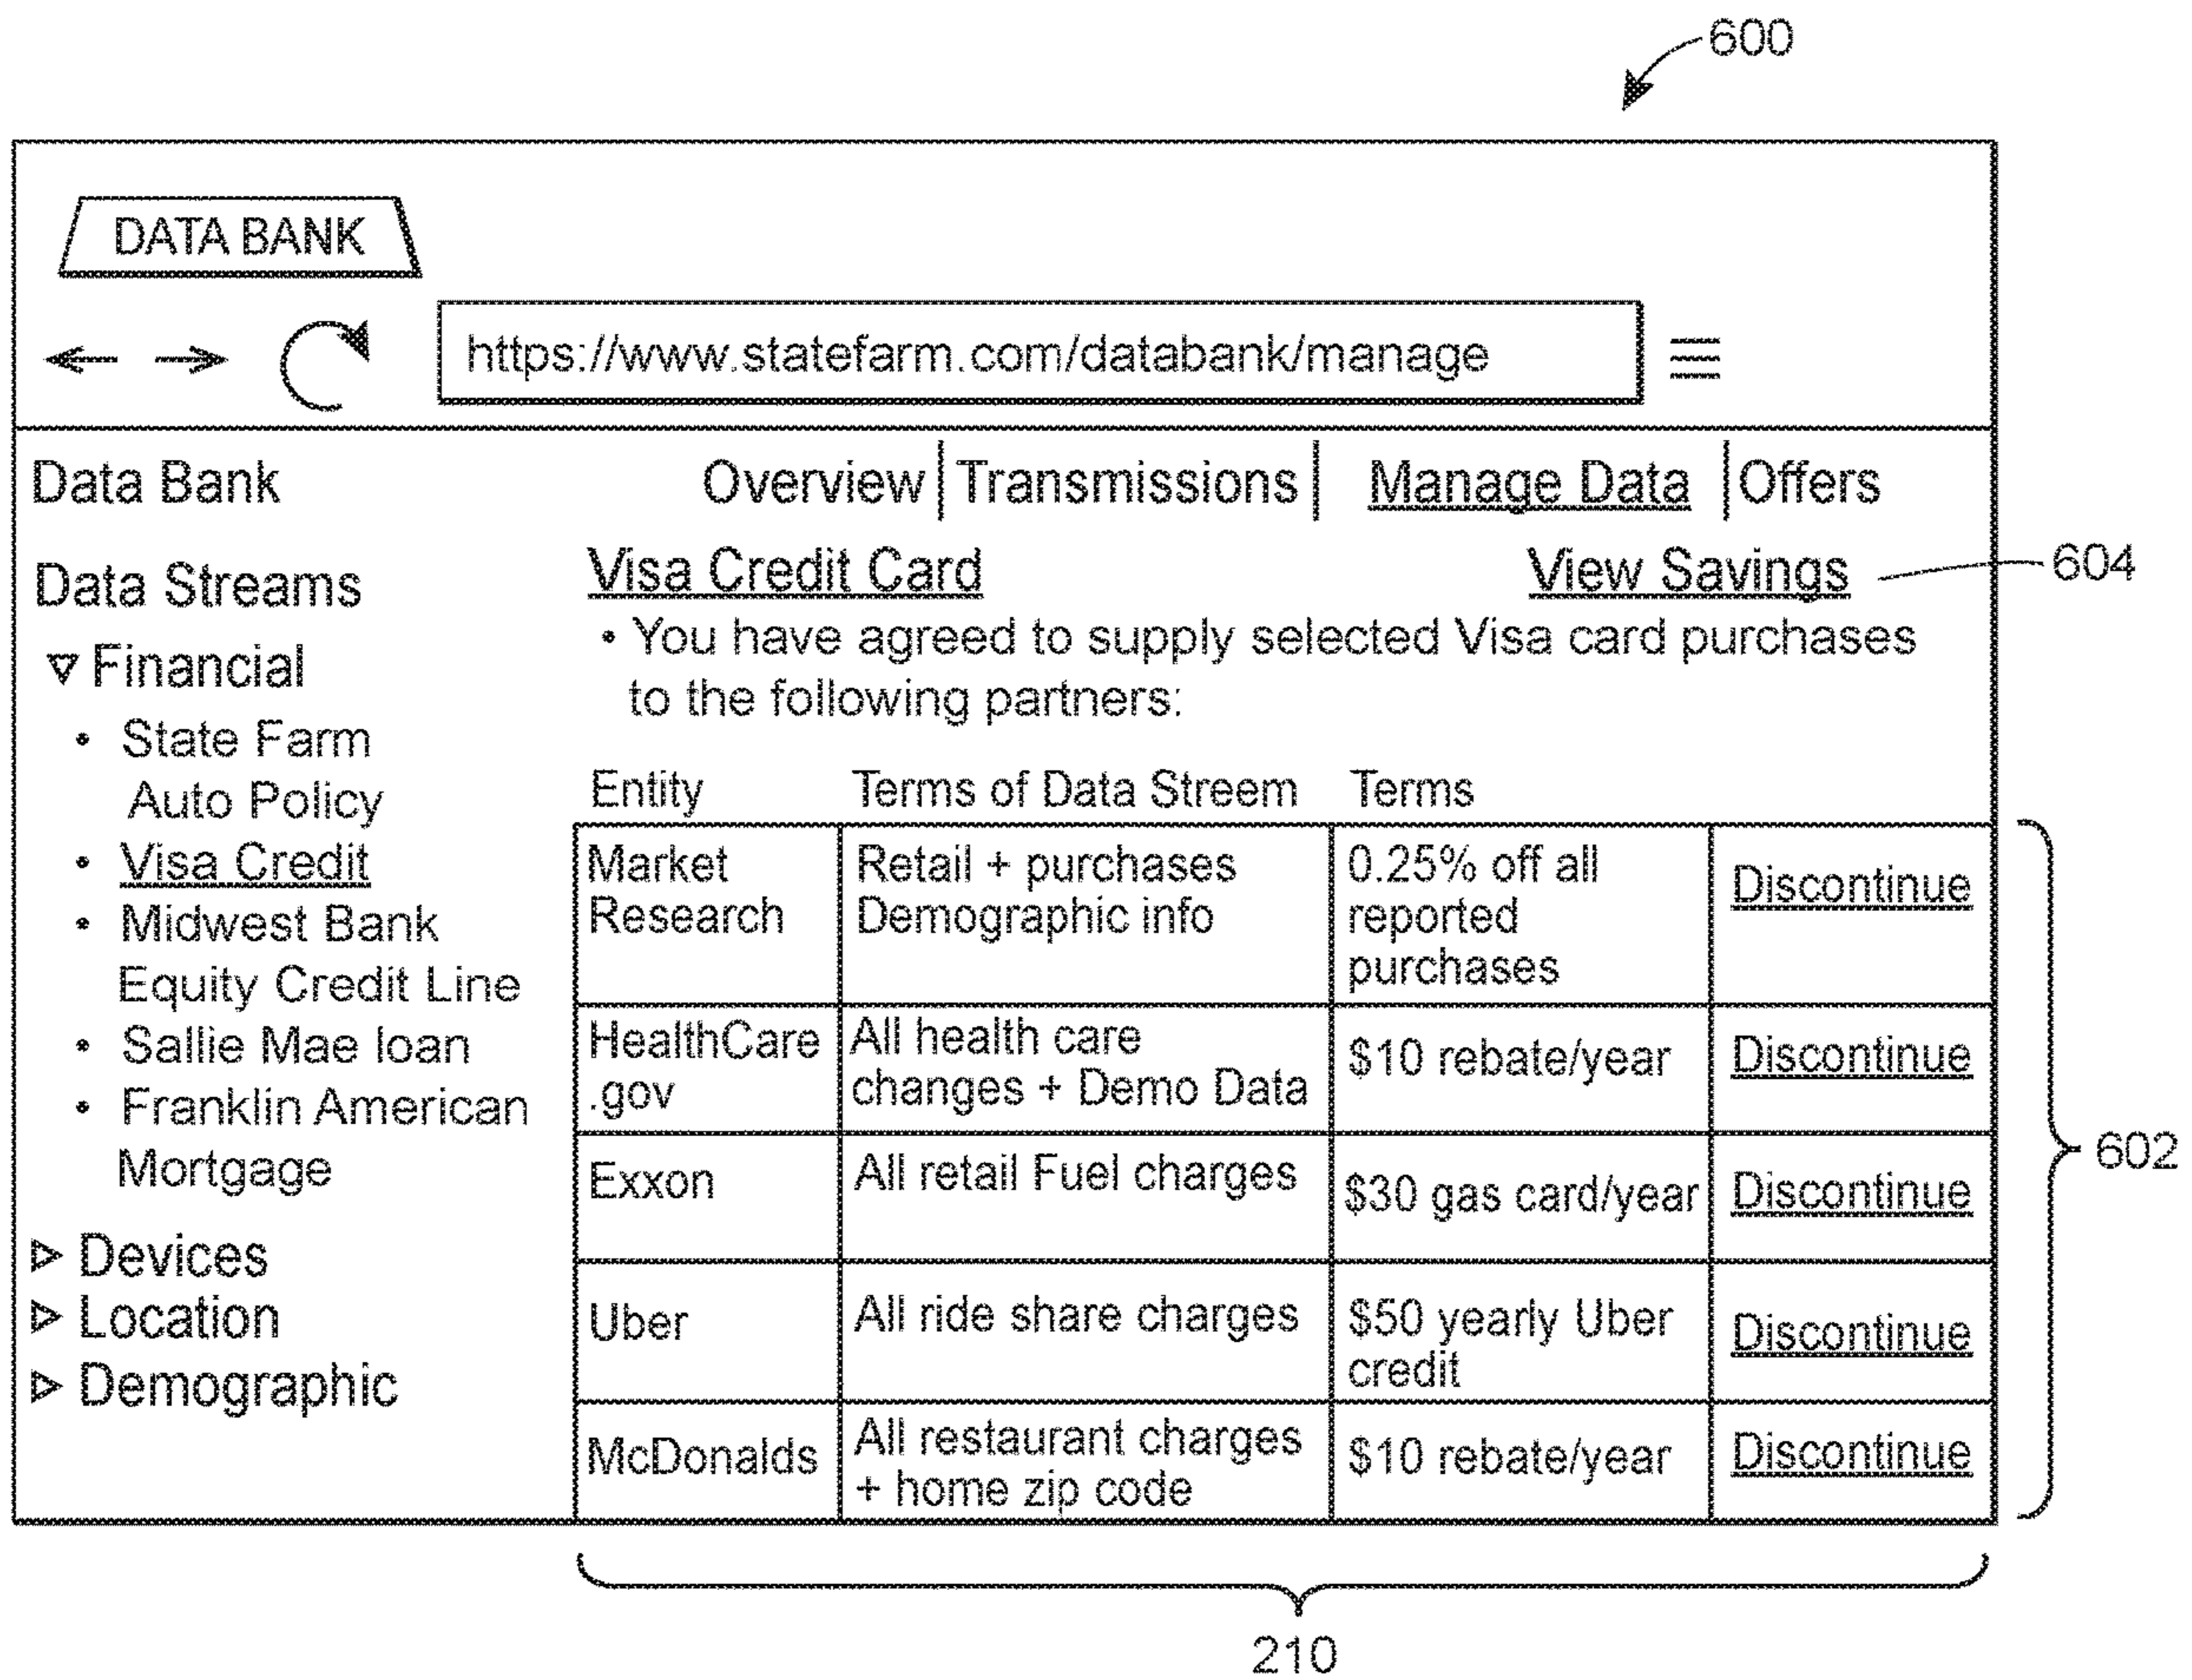 600
DATA BANK
https://www.statefarm.com/databank/manage
Data Bank
Overview Transmissions Manage Data Offers
Data Streams
▽ Financial
• State Farm
Auto Policy
• Visa Credit
• Midwest Bank
Equity Credit Line
• Sallie Mae loan
• Franklin American
Mortgage
▷ Devices
▷ Location
▷ Demographic
Visa Credit Card
View Savings
604
• You have agreed to supply selected Visa card purchases
to the following partners:
Entity Terms of Data Streem Terms
Market
Research
Retail + purchases
Demographic info
0.25% off all
reported
purchases
Discontinue
HealthCare
.gov
All health care
changes + Demo Data
$10 rebate/year
Discontinue
Exxon
All retail Fuel charges
$30 gas card/year
Discontinue
Uber
All ride share charges
$50 yearly Uber
credit
Discontinue
McDonalds
All restaurant charges
+ home zip code
$10 rebate/year
Discontinue
602
210